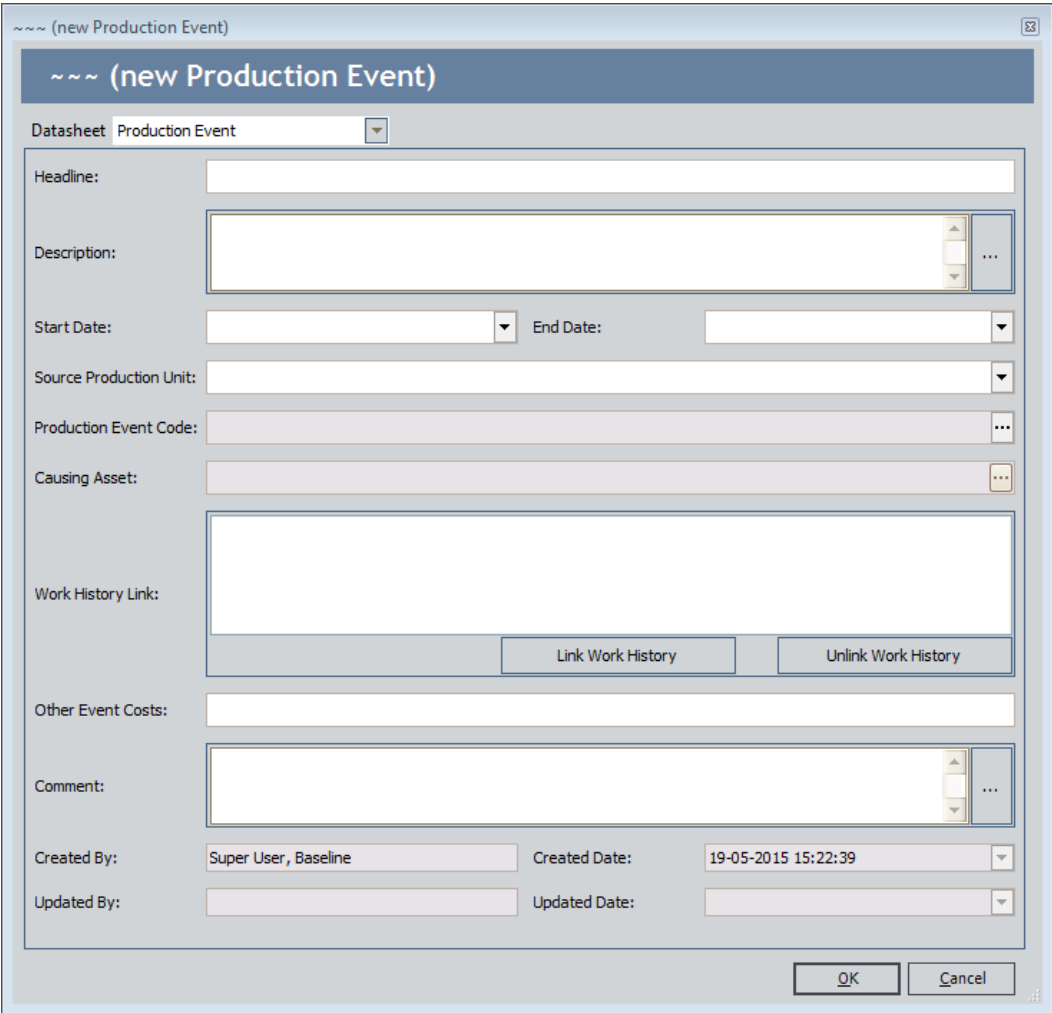 ~~~ (new Production Event)
~~~ (new Production Event)
Datasheet Production Event
Headline:
Description:
...
Start Date: End Date:
Source Production Unit:
Production Event Code: ...
Causing Asset: ...
Work History Link:
Link Work History Unlink Work History
Other Event Costs:
Comment:
...
Created By: Super User, Baseline Created Date: 19-05-2015 15:22:39
Updated By: Updated Date:
OK Cancel